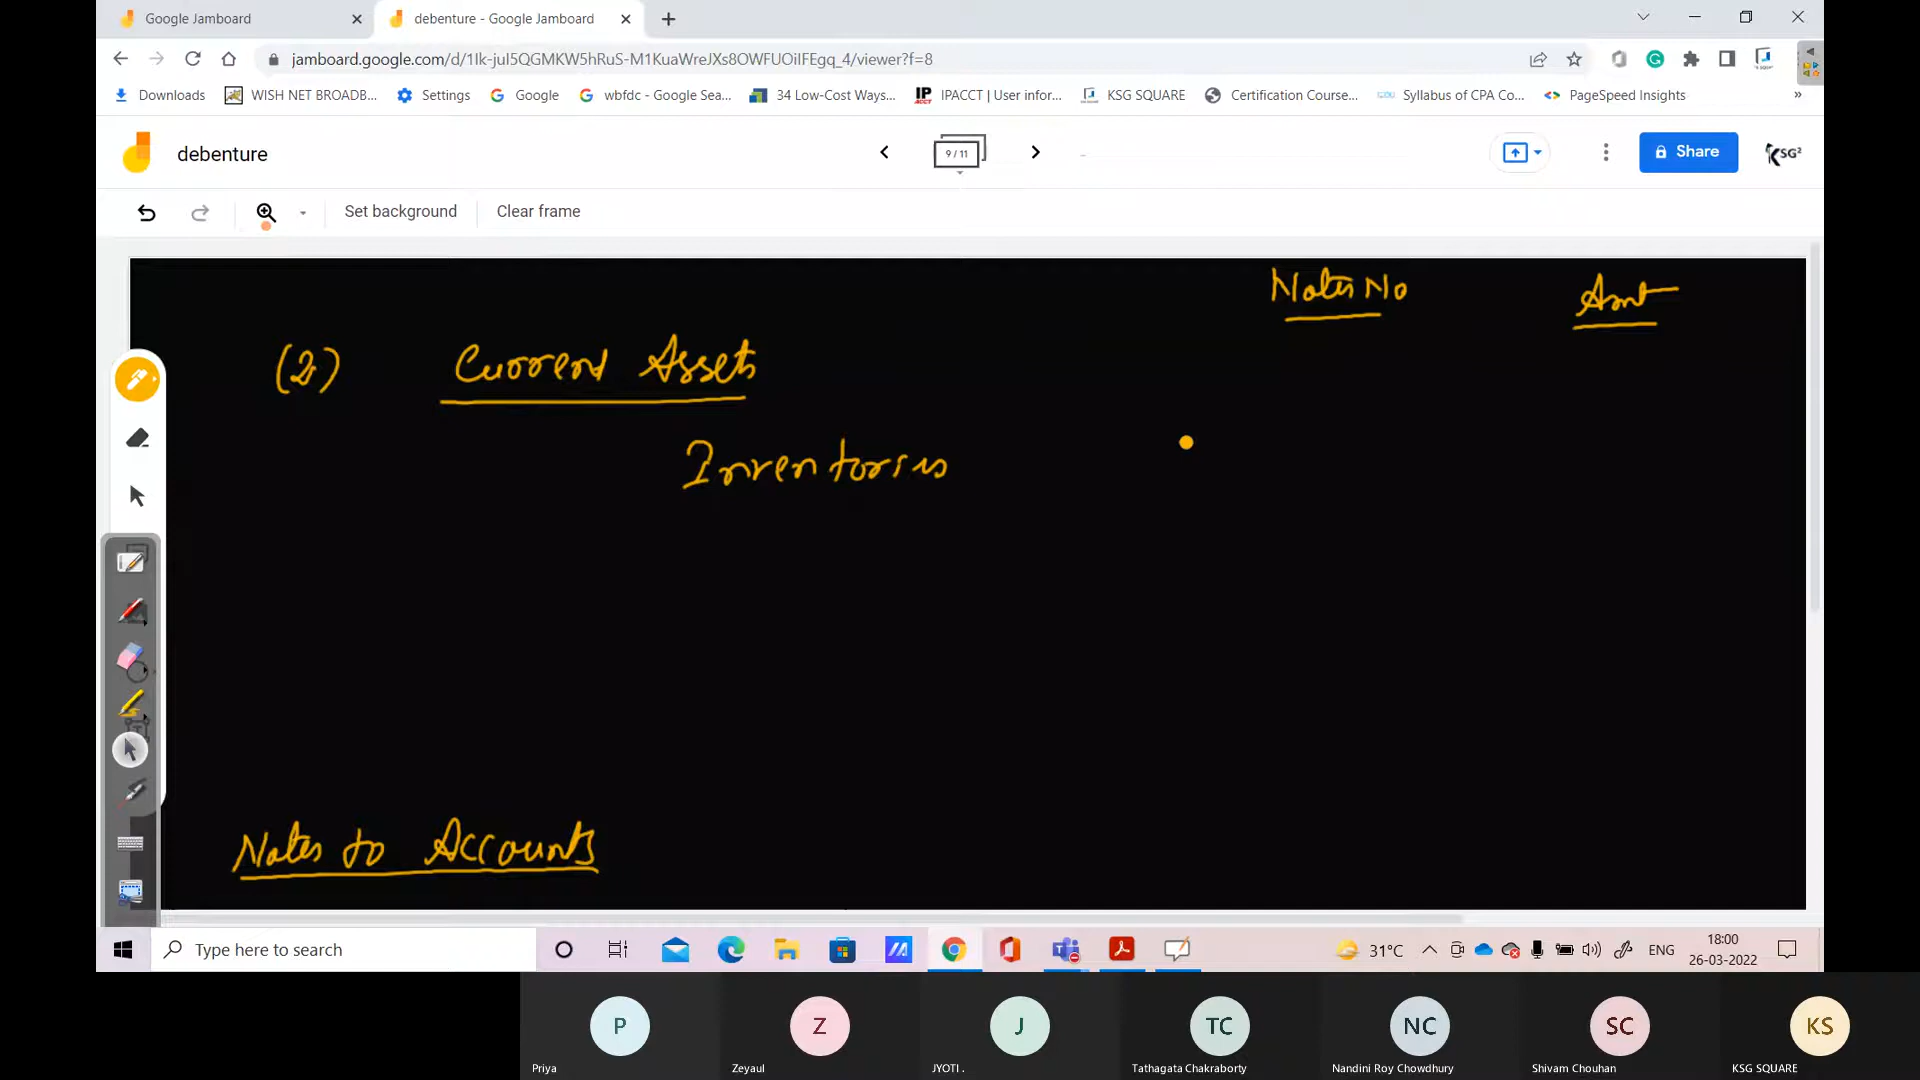 Google Jamboard
debenture - Google Jamboard
jamboard.google.com/d/1Ik-juI5QGMKW5hRuS-M1KuaWreJXs8OWFUOilFEgq_4/viewer?f=8
Downloads WISH NET BROADB... Settings Google wbfdc - Google Sea... 34 Low-Cost Ways... IPACCT | User infor... KSG SQUARE Certification Course... Syllabus of CPA Co... PageSpeed Insights »
debenture
9 / 11
Share
KSG²
Set background
Clear frame
Notes No Amt
(2) Current Assets
Inventories
Notes to Accounts
Type here to search
31°C
ENG
18:00
26-03-2022
P Z J TC NC SC KS
Priya Zeyaul JYOTI . Tathagata Chakraborty Nandini Roy Chowdhury Shivam Chouhan KSG SQUARE